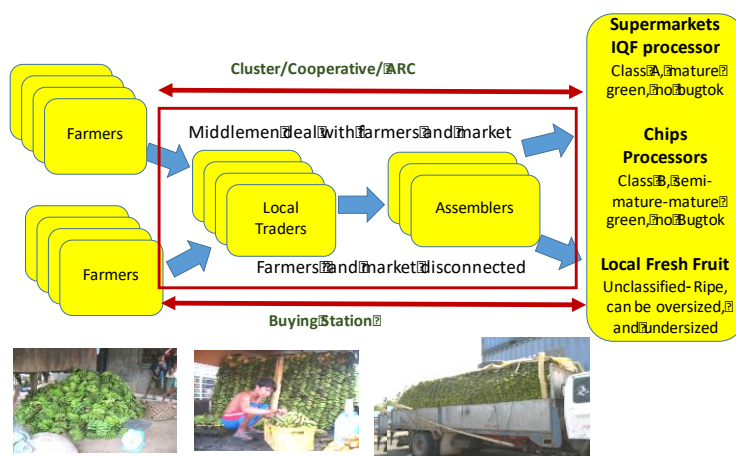 Supermarkets
IQF processor
Class A, mature
green, no bugtok
Cluster/Cooperative/ ARC
Farmers
Middlemen deal with farmers and market
Chips
Processors
Class B, semi-
mature-mature
green, no Bugtok
Local
Traders
Assemblers
Farmers
Farmers and market disconnected
Local Fresh Fruit
Unclassified- Ripe,
can be oversized,
and undersized
Buying Station